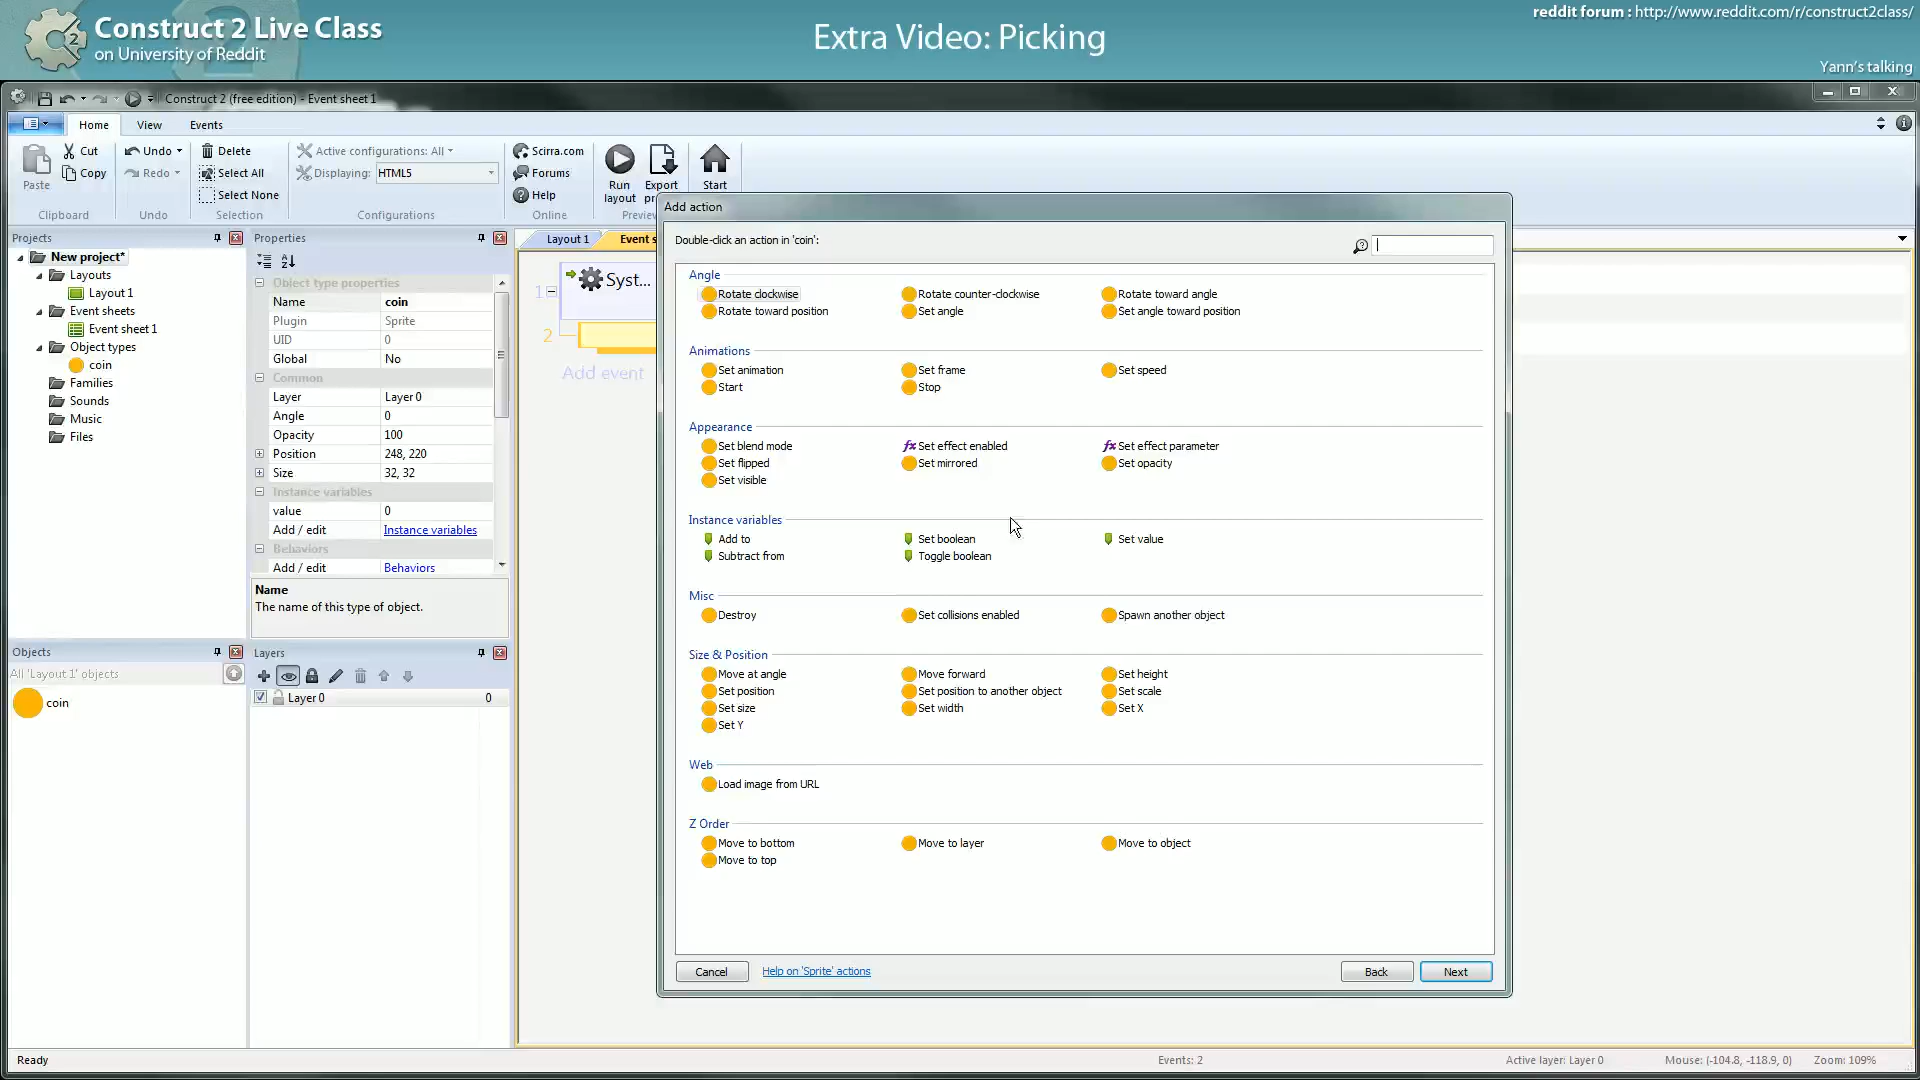 Construct 2 Live Class
on University of Reddit
Extra Video: Picking
reddit forum : http://www.reddit.com/r/construct2class/
Yann's talking
Construct 2 (free edition) - Event sheet 1
Home View Events
Paste
Cut
Copy
Clipboard
Undo
Redo
Undo
Delete
Select All
Select None
Selection
Active configurations: All
Displaying: HTML5
Configurations
Scirra.com
Forums
Help
Online
Run
layout
Export
Start
Projects
New project*
Layouts
Layout 1
Event sheets
Event sheet 1
Object types
coin
Families
Sounds
Music
Files
Properties
Object type properties
Name coin
Plugin Sprite
UID 0
Global No
Common
Layer Layer 0
Angle 0
Opacity 100
Position 248, 220
Size 32, 32
Instance variables
value 0
Add / edit Instance variables
Behaviors
Add / edit Behaviors
Name
The name of this type of object.
Objects
All 'Layout 1' objects
coin
Layers
Layer 0 0
Layout 1 Event s
1 Syst...
2
Add event
Add action
Double-click an action in 'coin':
Angle
Rotate clockwise Rotate counter-clockwise Rotate toward angle
Rotate toward position Set angle Set angle toward position
Animations
Set animation Set frame Set speed
Start Stop
Appearance
Set blend mode Set effect enabled Set effect parameter
Set flipped Set mirrored Set opacity
Set visible
Instance variables
Add to Set boolean Set value
Subtract from Toggle boolean
Misc
Destroy Set collisions enabled Spawn another object
Size & Position
Move at angle Move forward Set height
Set position Set position to another object Set scale
Set size Set width Set X
Set Y
Web
Load image from URL
Z Order
Move to bottom Move to layer Move to object
Move to top
Cancel Help on 'Sprite' actions Back Next
Ready Events: 2 Active layer: Layer 0 Mouse: (-104.8, -118.9, 0) Zoom: 109%